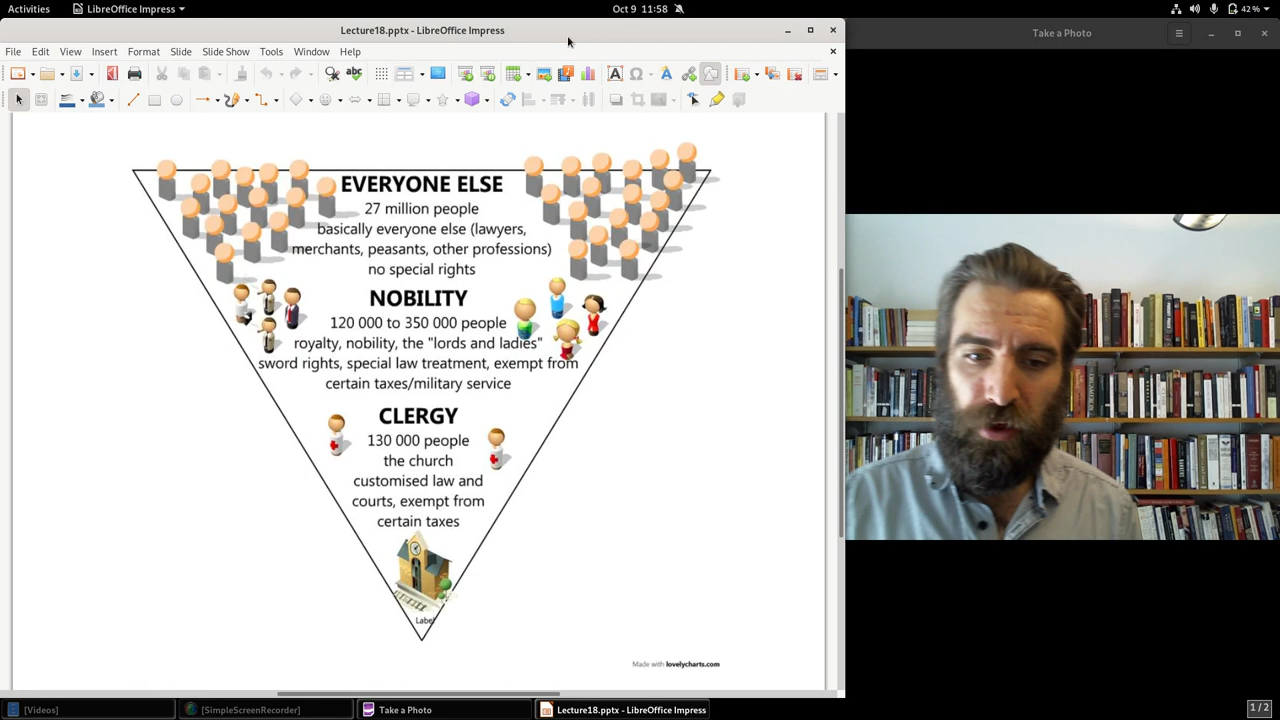 Activities
LibreOffice Impress
Oct 9 11:58
42%
Lecture18.pptx - LibreOffice Impress
Take a Photo
File Edit View Insert Format Slide Slide Show Tools Window Help
EVERYONE ELSE
27 million people
basically everyone else (lawyers,
merchants, peasants, other professions)
no special rights
NOBILITY
120 000 to 350 000 people
royalty, nobility, the "lords and ladies"
sword rights, special law treatment, exempt from
certain taxes/military service
CLERGY
130 000 people
the church
customised law and
courts, exempt from
certain taxes
Label
Made with lovelycharts.com
[Videos]
[SimpleScreenRecorder]
Take a Photo
Lecture18.pptx - LibreOffice Impress
1/2